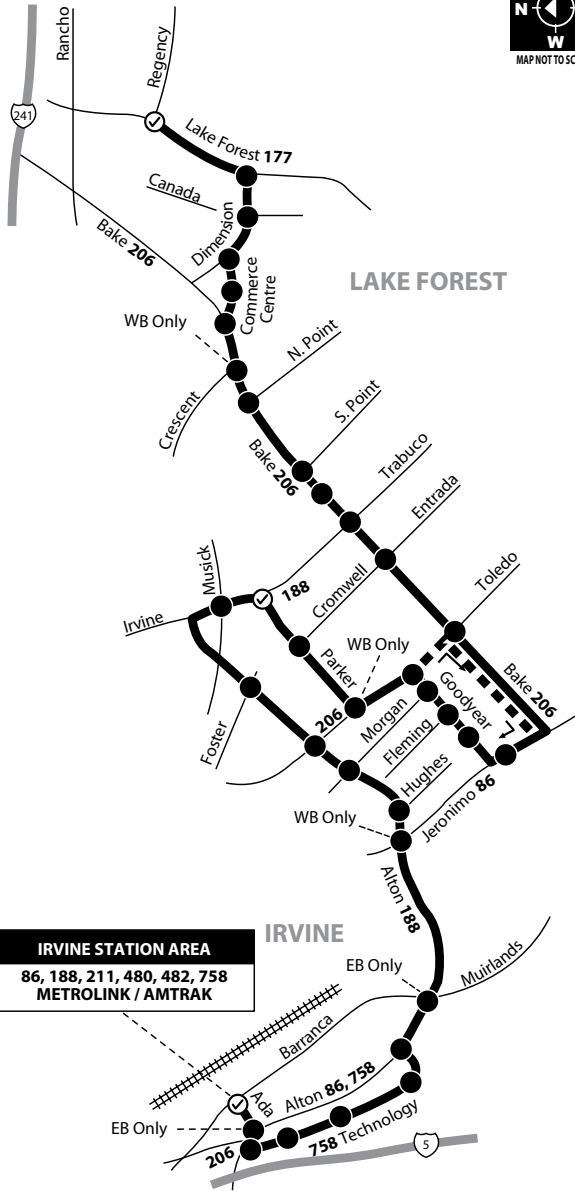 N
W
MAP NOT TO SC
Rancho
Regency
241
Lake Forest 177
Canada
Dimension
Bake 206
Commerce
Centre
LAKE FOREST
WB Only
N. Point
Crescent
S. Point
Bake 206
Trabuco
Entrada
Musick
188
Cromwell
Toledo
Irvine
Parker
WB Only
Goodyear
Bake 206
206
Morgan
Foster
Fleming
Hughes
Jeronimo 86
WB Only
Alton 188
IRVINE
IRVINE STATION AREA
86, 188, 211, 480, 482, 758
METROLINK / AMTRAK
EB Only
Muirlands
Barranca
Ada
Alton 86, 758
EB Only
758 Technology
206
5